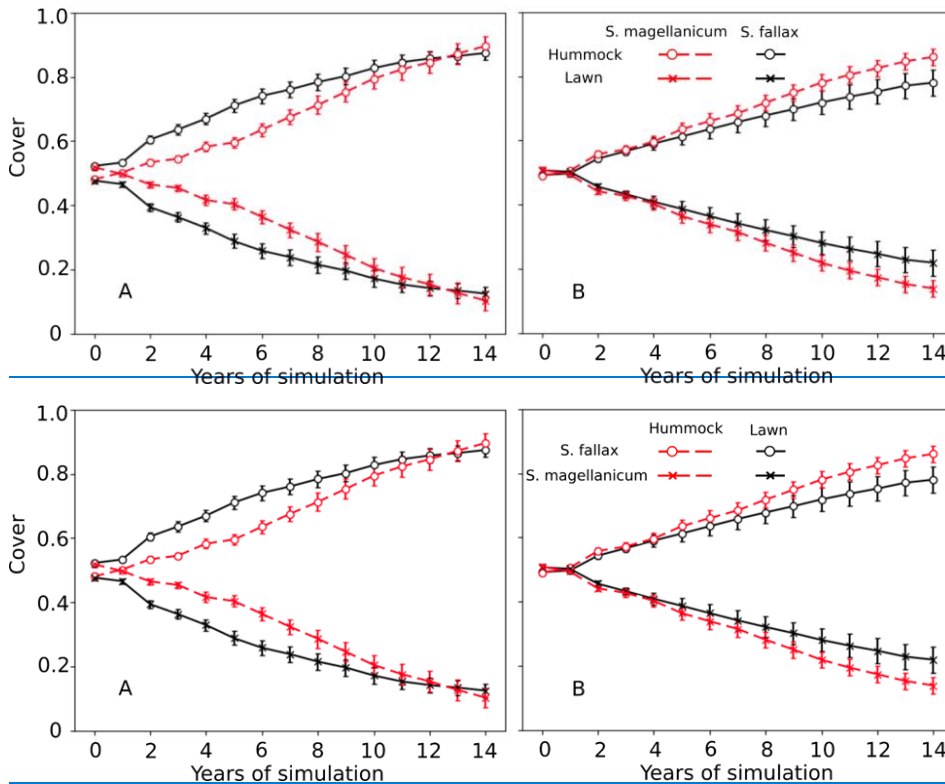 1.0
0.8
0.6
0.4
0.2
0
Cover
A
0 2 4 6 8 10 12 14
Years of simulation
S. magellanicum S. fallax
Hummock
Lawn
B
0 2 4 6 8 10 12 14
Years of simulation
1.0
0.8
0.6
0.4
0.2
0
Cover
A
0 2 4 6 8 10 12 14
Years of simulation
Hummock Lawn
S. fallax
S. magellanicum
B
0 2 4 6 8 10 12 14
Years of simulation